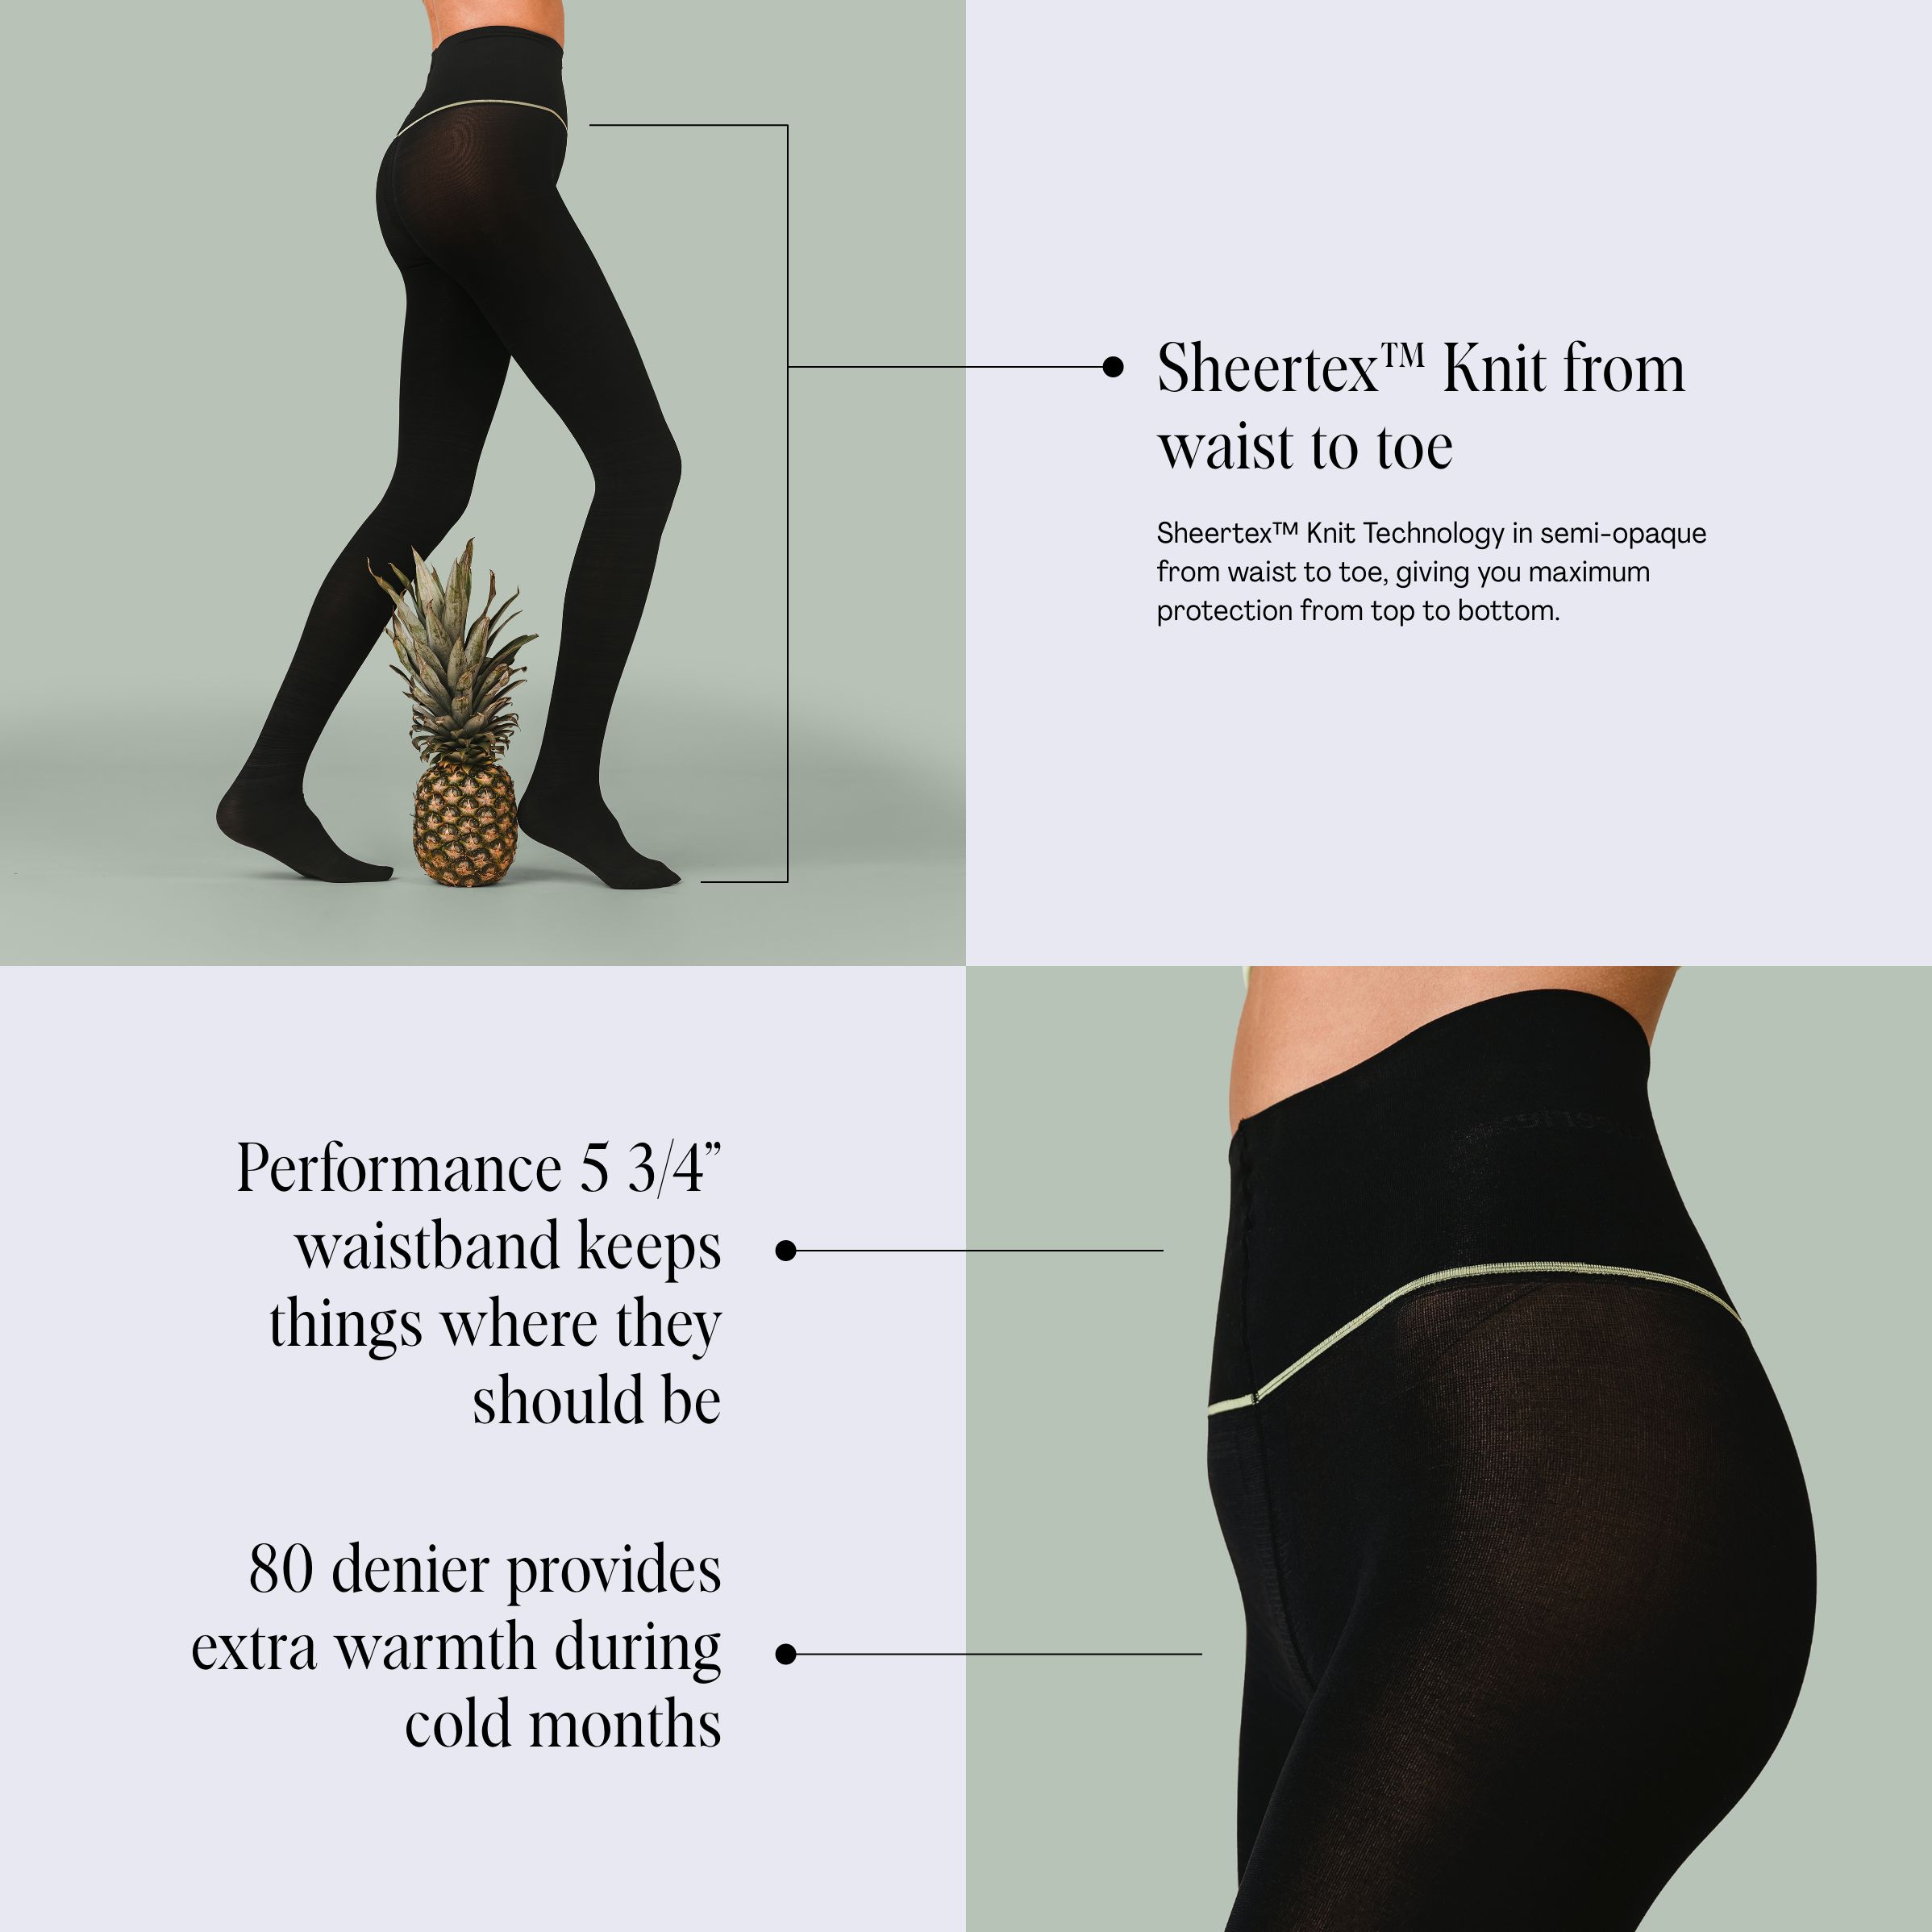 Sheertex™ Knit from
waist to toe
Sheertex™ Knit Technology in semi-opaque
from waist to toe, giving you maximum
protection from top to bottom.
Performance 5 3/4”
waistband keeps
things where they
should be
80 denier provides
extra warmth during
cold months